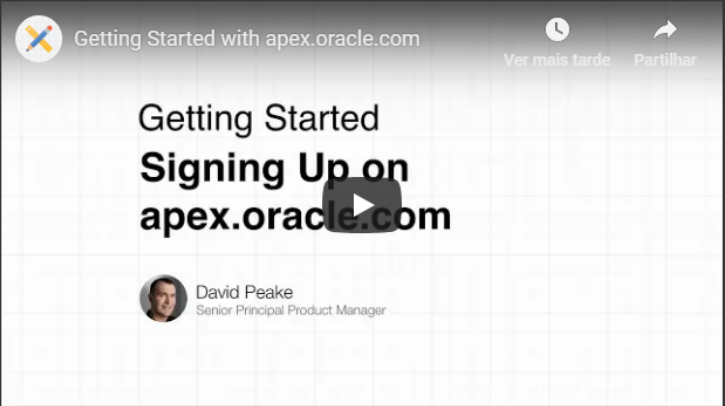 Getting Started with apex.oracle.com
Ver mais tarde
Partilhar
Getting Started
Signing Up on
apex.oracle.com
David Peake
Senior Principal Product Manager